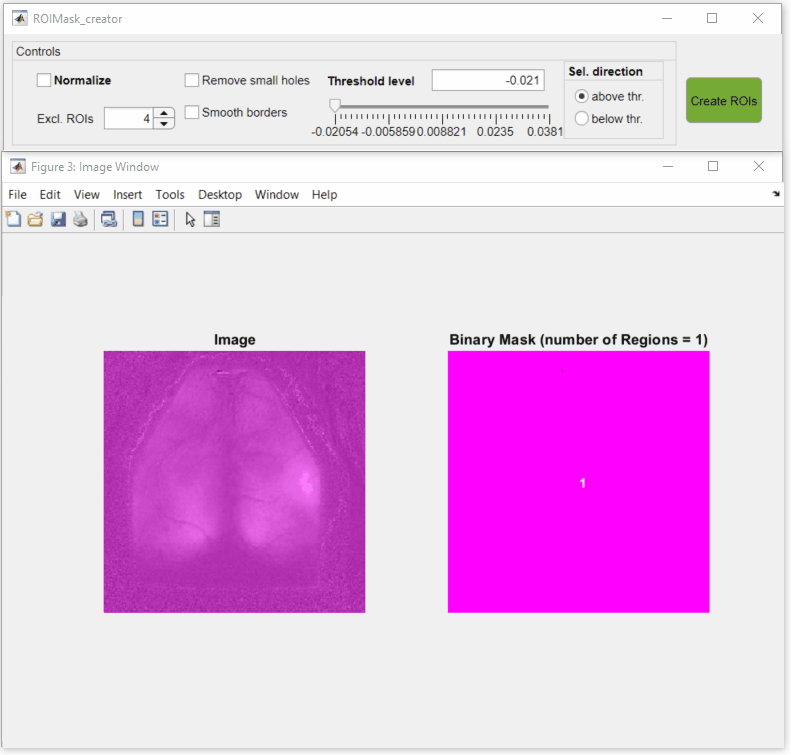 ROIMask_creator
Controls
Normalize
Remove small holes
Threshold level
-0.021
Sel. direction
above thr.
below thr.
Create ROIs
Excl. ROIs
4
Smooth borders
-0.02054 -0.005859 0.008821 0.0235 0.0381
Figure 3: Image Window
File Edit View Insert Tools Desktop Window Help
Image
Binary Mask (number of Regions = 1)
1